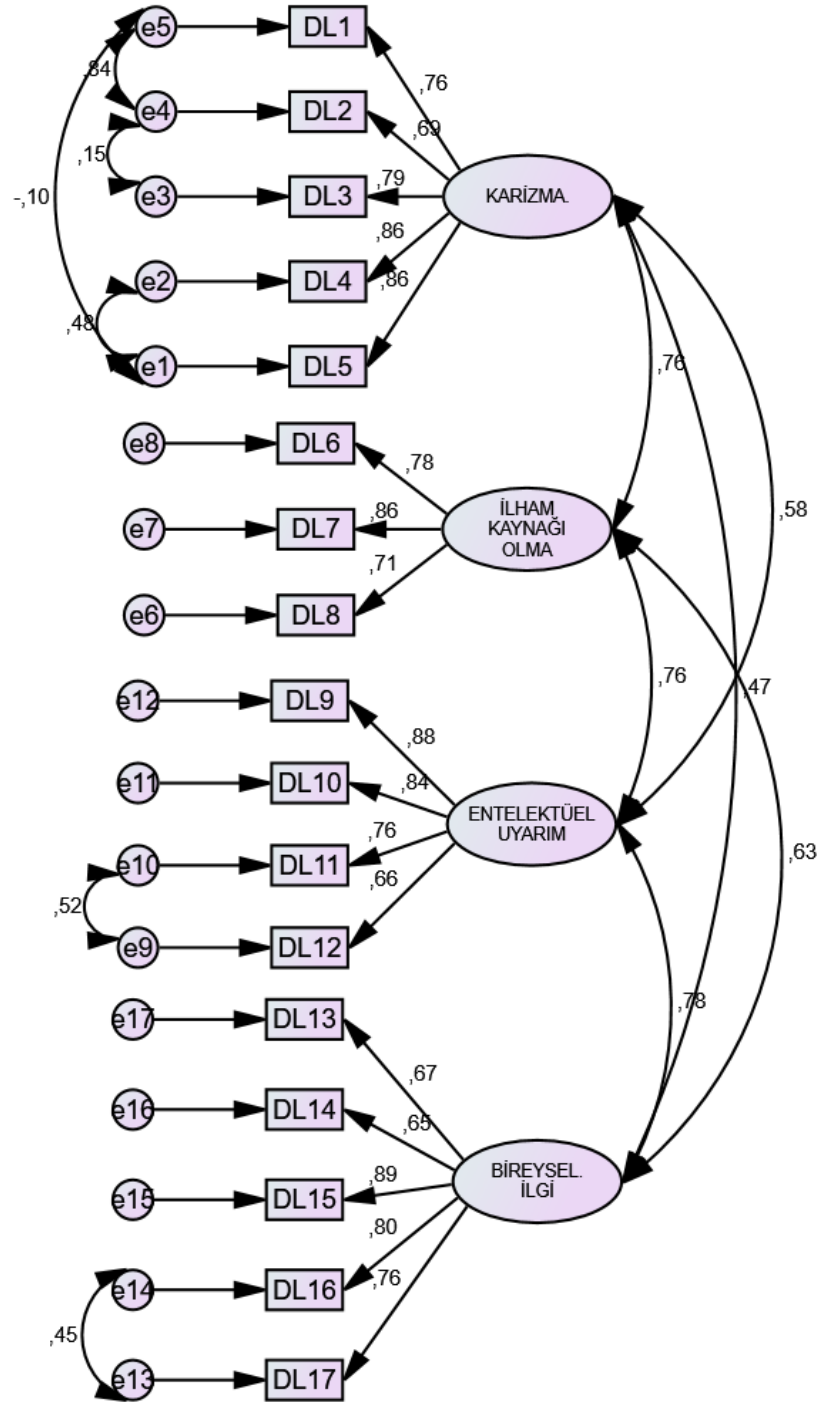 e5
DL1
,76
,84
e4
DL2
,69
,15
e3
DL3
,79
KARİZMA.
-,10
,86
e2
DL4
,86
,48
e1
DL5
,76
e8
DL6
,78
e7
DL7
,86
İLHAM
KAYNAĞI
OLMA
,58
,71
e6
DL8
,76
,47
e12
DL9
,88
e11
DL10
,84
ENTELEKTÜEL
UYARIM
,76
e10
DL11
,63
,66
,52
e9
DL12
,78
e17
DL13
,67
e16
DL14
,65
e15
DL15
,89
BİREYSEL.
İLGİ
,80
e14
DL16
,76
,45
e13
DL17